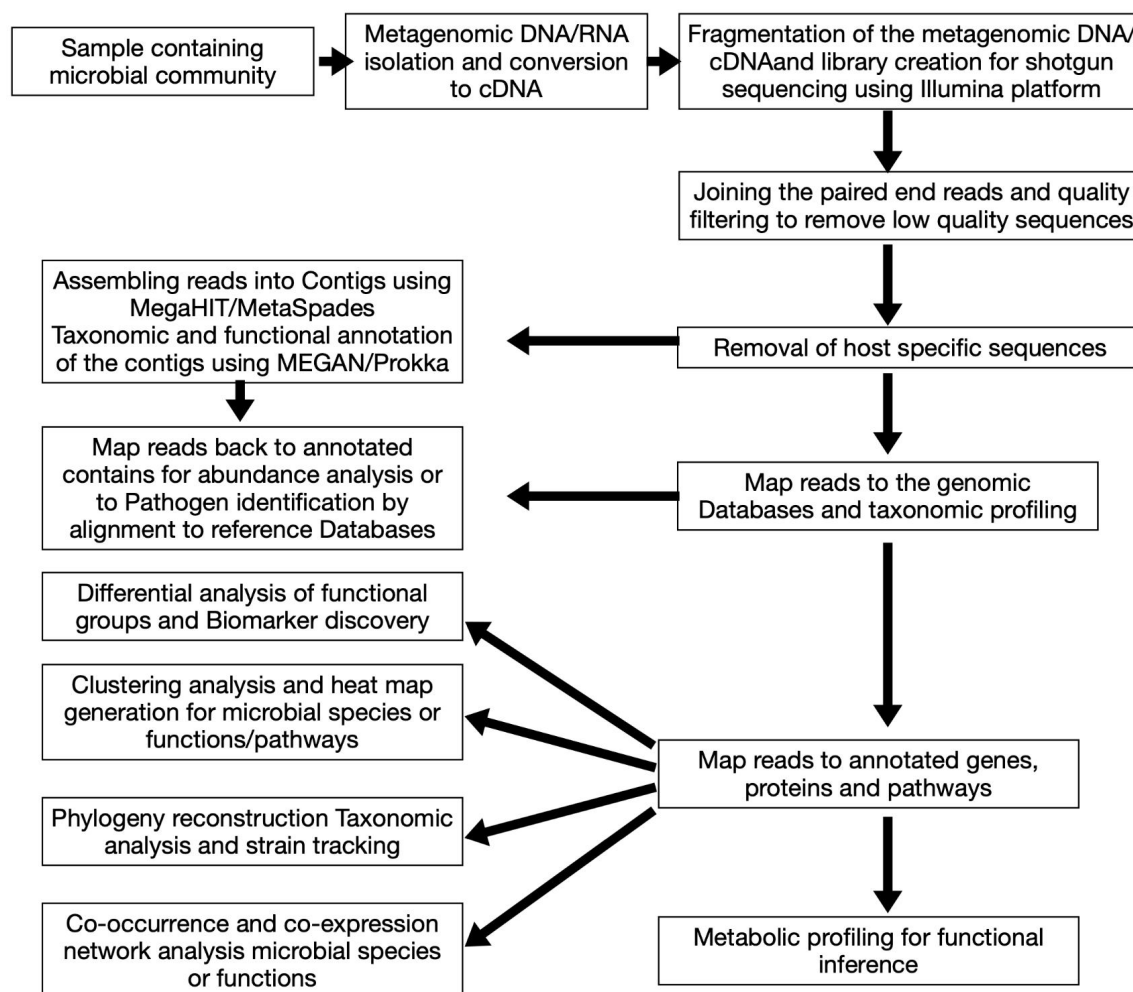 Sample containing
microbial community
Metagenomic DNA/RNA
isolation and conversion
to cDNA
Fragmentation of the metagenomic DNA/
cDNAand library creation for shotgun
sequencing using Illumina platform
Joining the paired end reads and quality
filtering to remove low quality sequences
Removal of host specific sequences
Assembling reads into Contigs using
MegaHIT/MetaSpades
Taxonomic and functional annotation
of the contigs using MEGAN/Prokka
Map reads back to annotated
contains for abundance analysis or
to Pathogen identification by
alignment to reference Databases
Map reads to the genomic
Databases and taxonomic profiling
Differential analysis of functional
groups and Biomarker discovery
Clustering analysis and heat map
generation for microbial species or
functions/pathways
Phylogeny reconstruction Taxonomic
analysis and strain tracking
Co-occurrence and co-expression
network analysis microbial species
or functions
Map reads to annotated genes,
proteins and pathways
Metabolic profiling for functional
inference